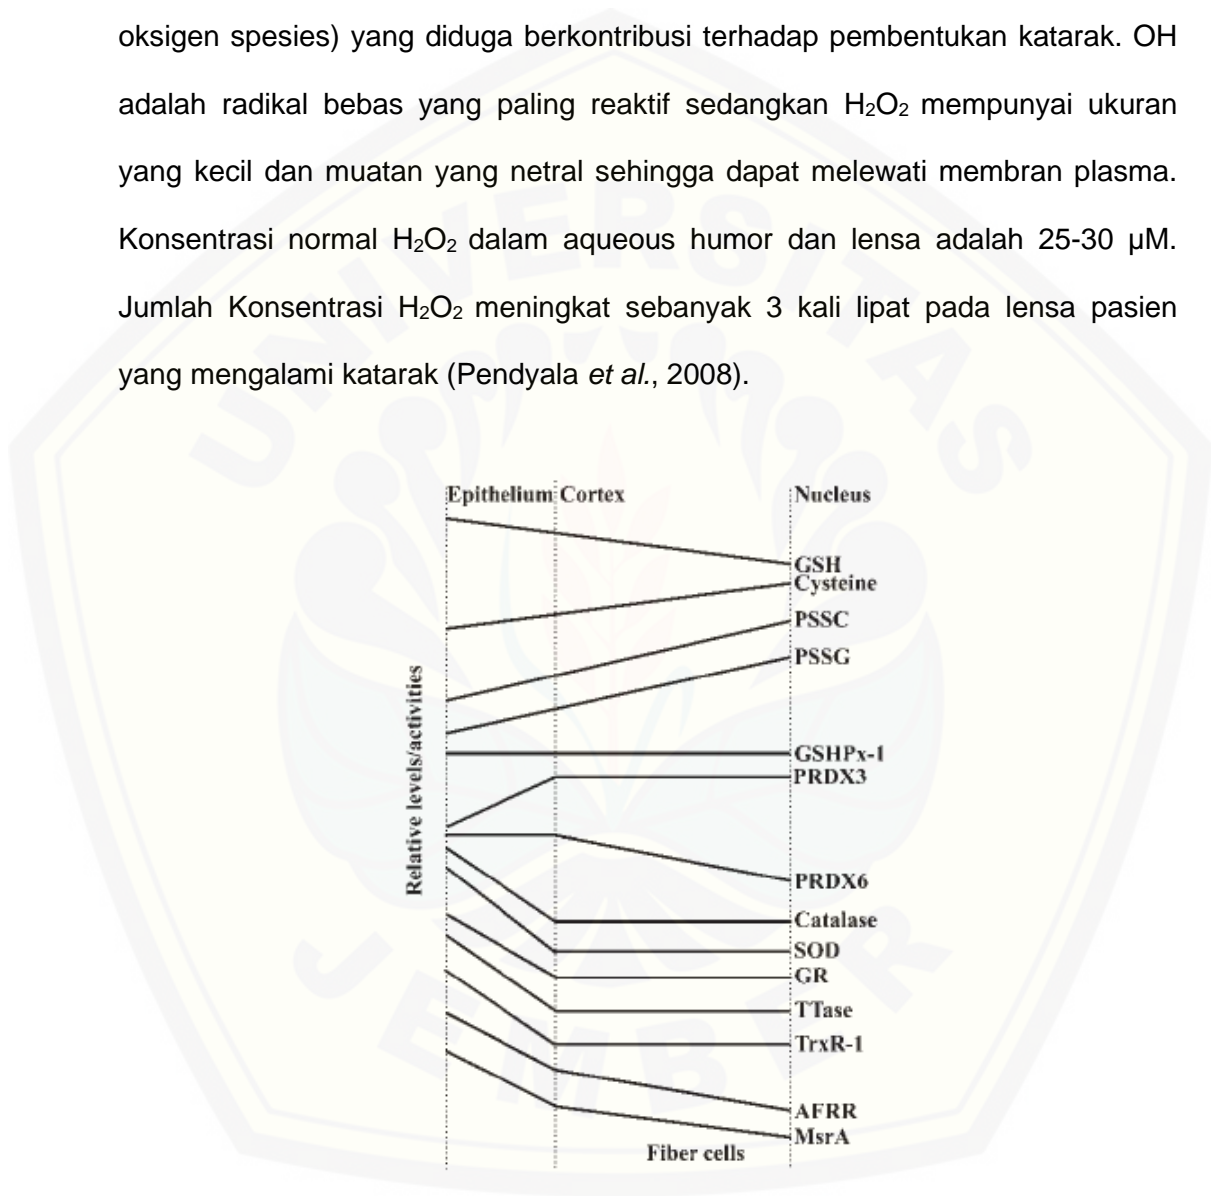 oksigen spesies) yang diduga berkontribusi terhadap pembentukan katarak. OH
adalah radikal bebas yang paling reaktif sedangkan H₂O₂ mempunyai ukuran
yang kecil dan muatan yang netral sehingga dapat melewati membran plasma.
Konsentrasi normal H₂O₂ dalam aqueous humor dan lensa adalah 25-30 µM.
Jumlah Konsentrasi H₂O₂ meningkat sebanyak 3 kali lipat pada lensa pasien
yang mengalami katarak (Pendyala et al., 2008).
UNIVERSITAS
Epithelium Cortex Nucleus
GSH
Cysteine
PSSC
PSSG
Relative levels/activities
GSHPx-1
PRDX3
PRDX6
Catalase
SOD
GR
TTase
TrxR-1
AFRR
MsrA
Fiber cells
JEMBER